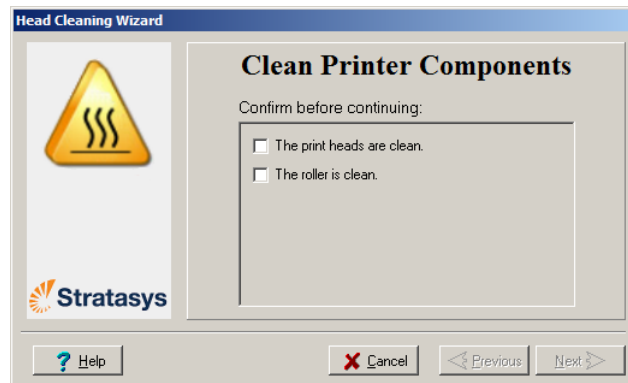 Head Cleaning Wizard
Clean Printer Components
Confirm before continuing:
The print heads are clean.
The roller is clean.
Stratasys
? Help
Cancel
Previous
Next